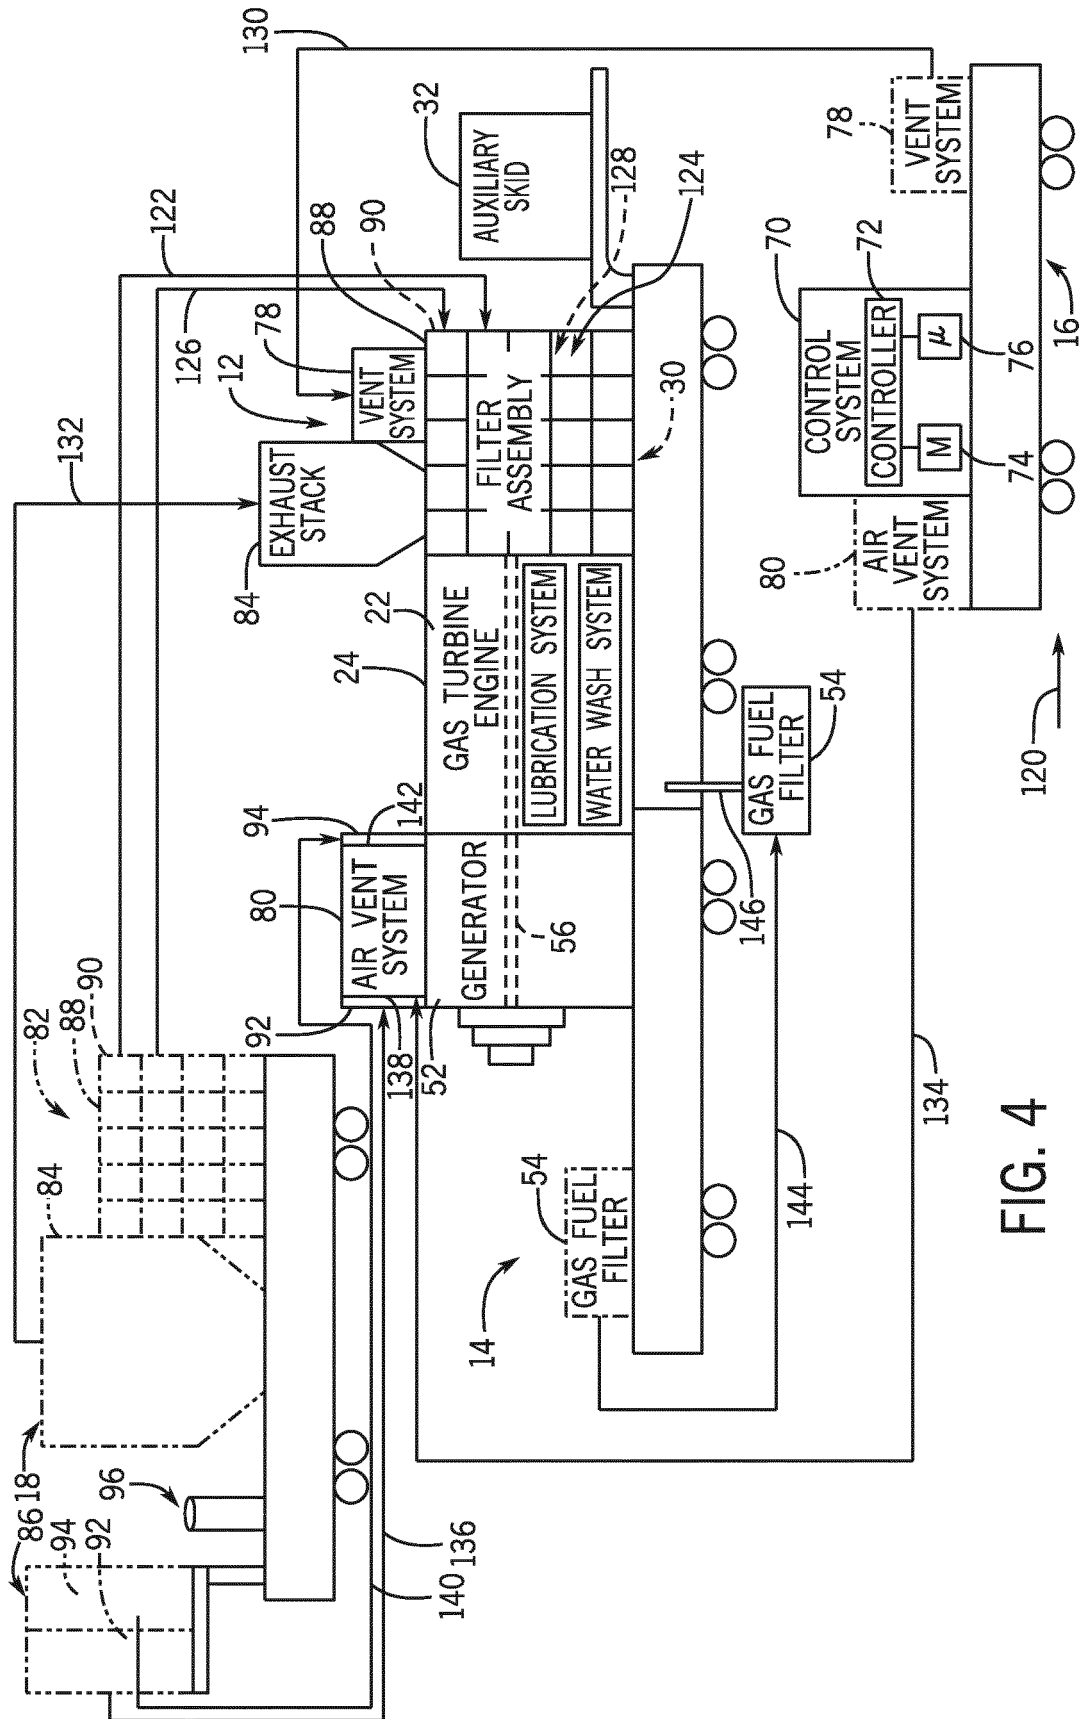 130
32
AUXILIARY
SKID
122
126
88
90
128
124
78
VENT
SYSTEM
12
132
EXHAUST
STACK
84
FILTER
ASSEMBLY
30
78
VENT
SYSTEM
70
72
CONTROL
SYSTEM
CONTROLLER
M
μ
74
76
16
80
AIR
VENT
SYSTEM
22
24
GAS TURBINE
ENGINE
LUBRICATION SYSTEM
WATER WASH SYSTEM
54
GAS FUEL
FILTER
146
120
94
142
80
AIR VENT
SYSTEM
GENERATOR
56
92
138
52
82
88
90
84
18
86
94
92
96
136
140
14
54
GAS FUEL
FILTER
144
134
FIG. 4